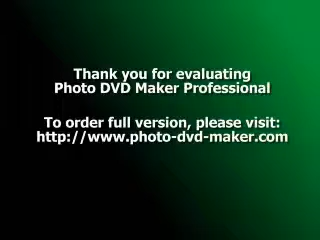 Thank you for evaluating
Photo DVD Maker Professional
To order full version, please visit:
http://www.photo-dvd-maker.com